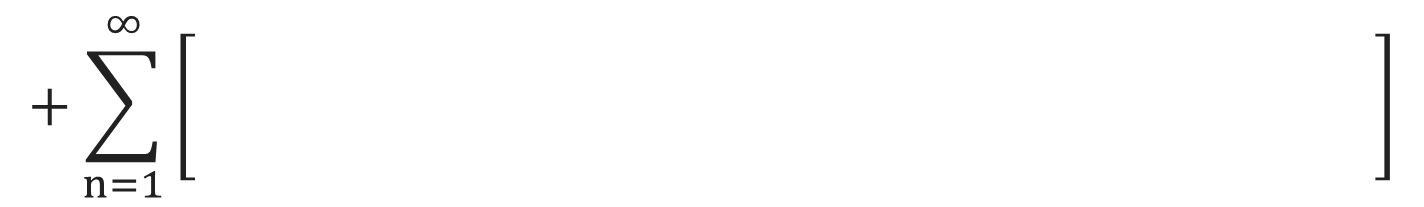 + ∑ n=1 ∞ [ ]